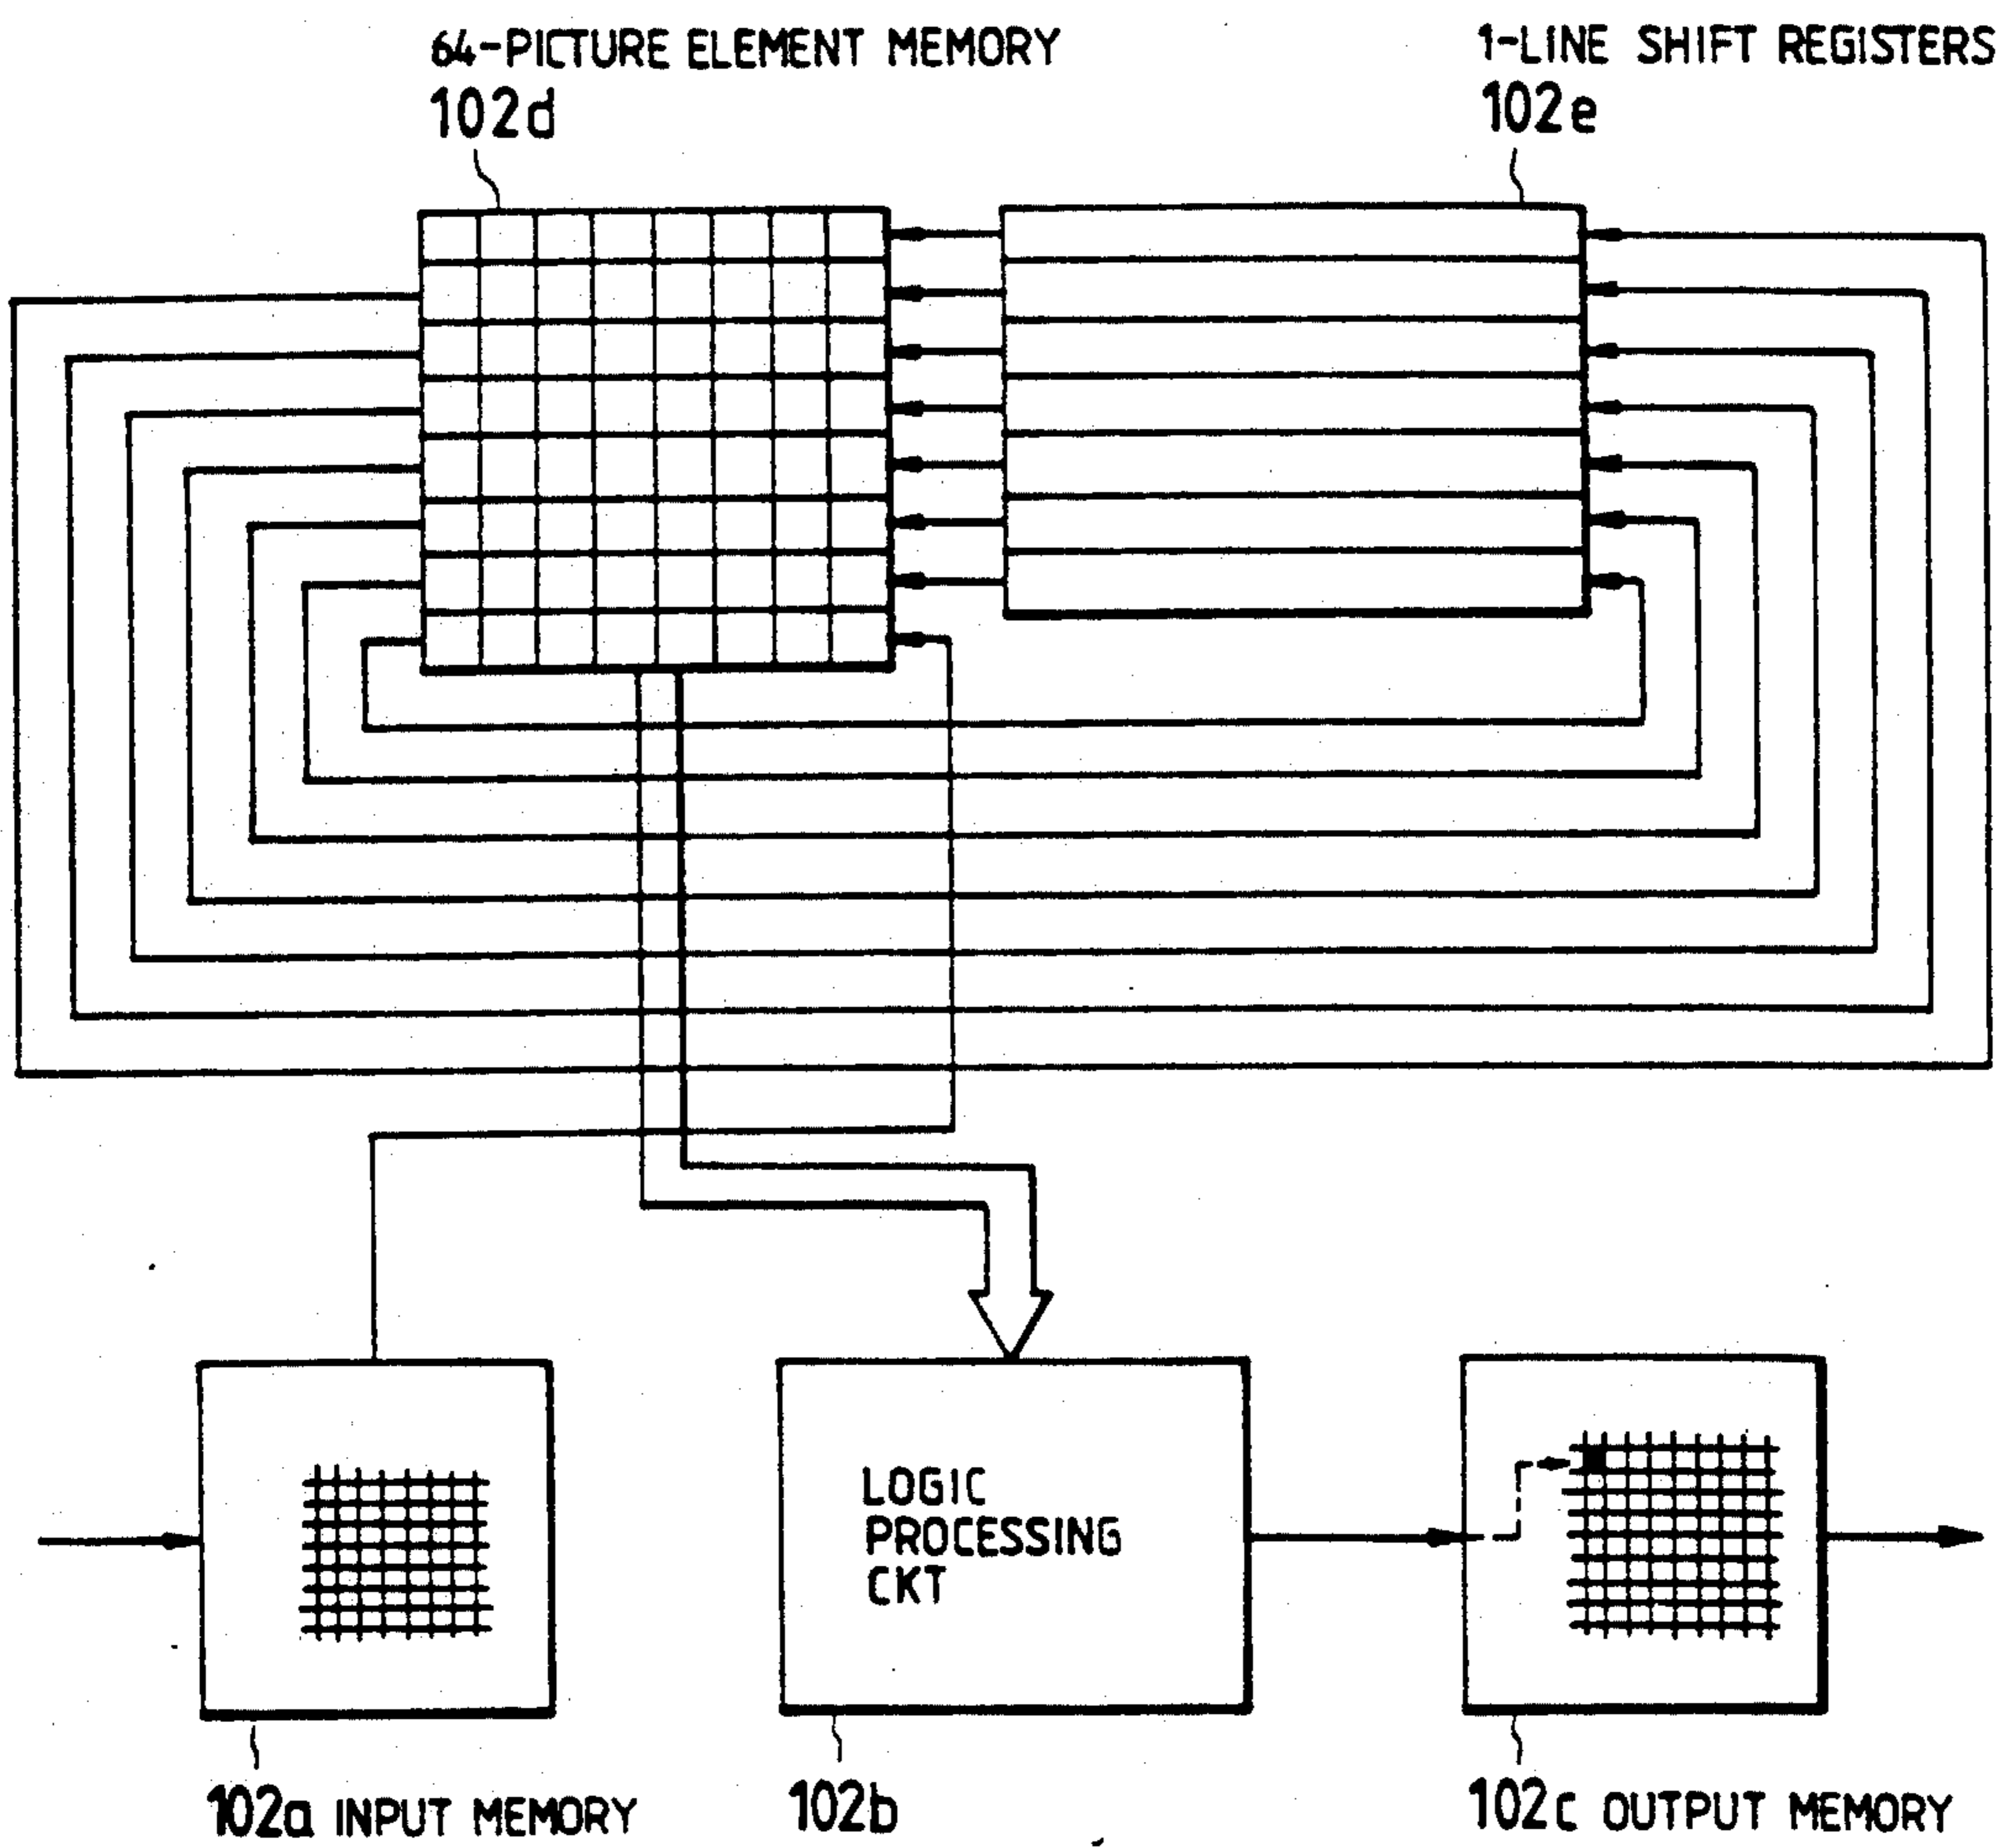 64-PICTURE ELEMENT MEMORY
102d
1-LINE SHIFT REGISTERS
102e
LOGIC
PROCESSING
CKT
102a INPUT MEMORY
102b
102c OUTPUT MEMORY